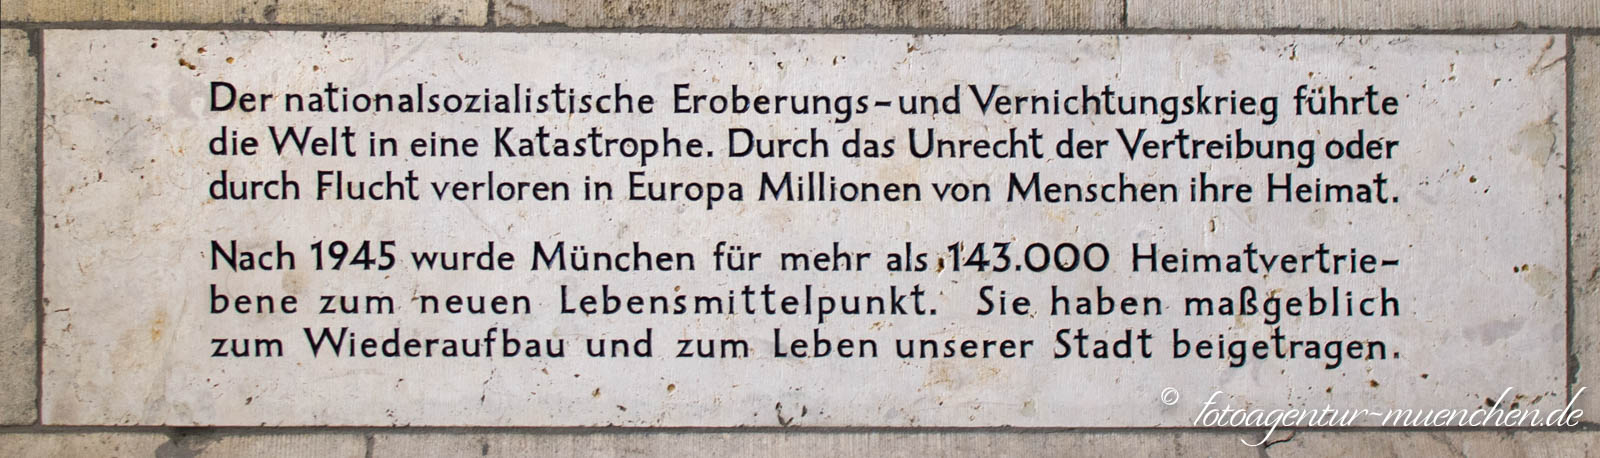 Der nationalsozialistische Eroberungs-und Vernichtungskrieg führte
die Welt in eine Katastrophe. Durch das Unrecht der Vertreibung oder
durch Flucht verloren in Europa Millionen von Menschen ihre Heimat.
Nach 1945 wurde München für mehr als 143.000 Heimatvertrie-
bene zum neuen Lebensmittelpunkt. Sie haben maßgeblich
zum Wiederaufbau und zum Leben unserer Stadt beigetragen.
© fotoagentur-muenchen.de